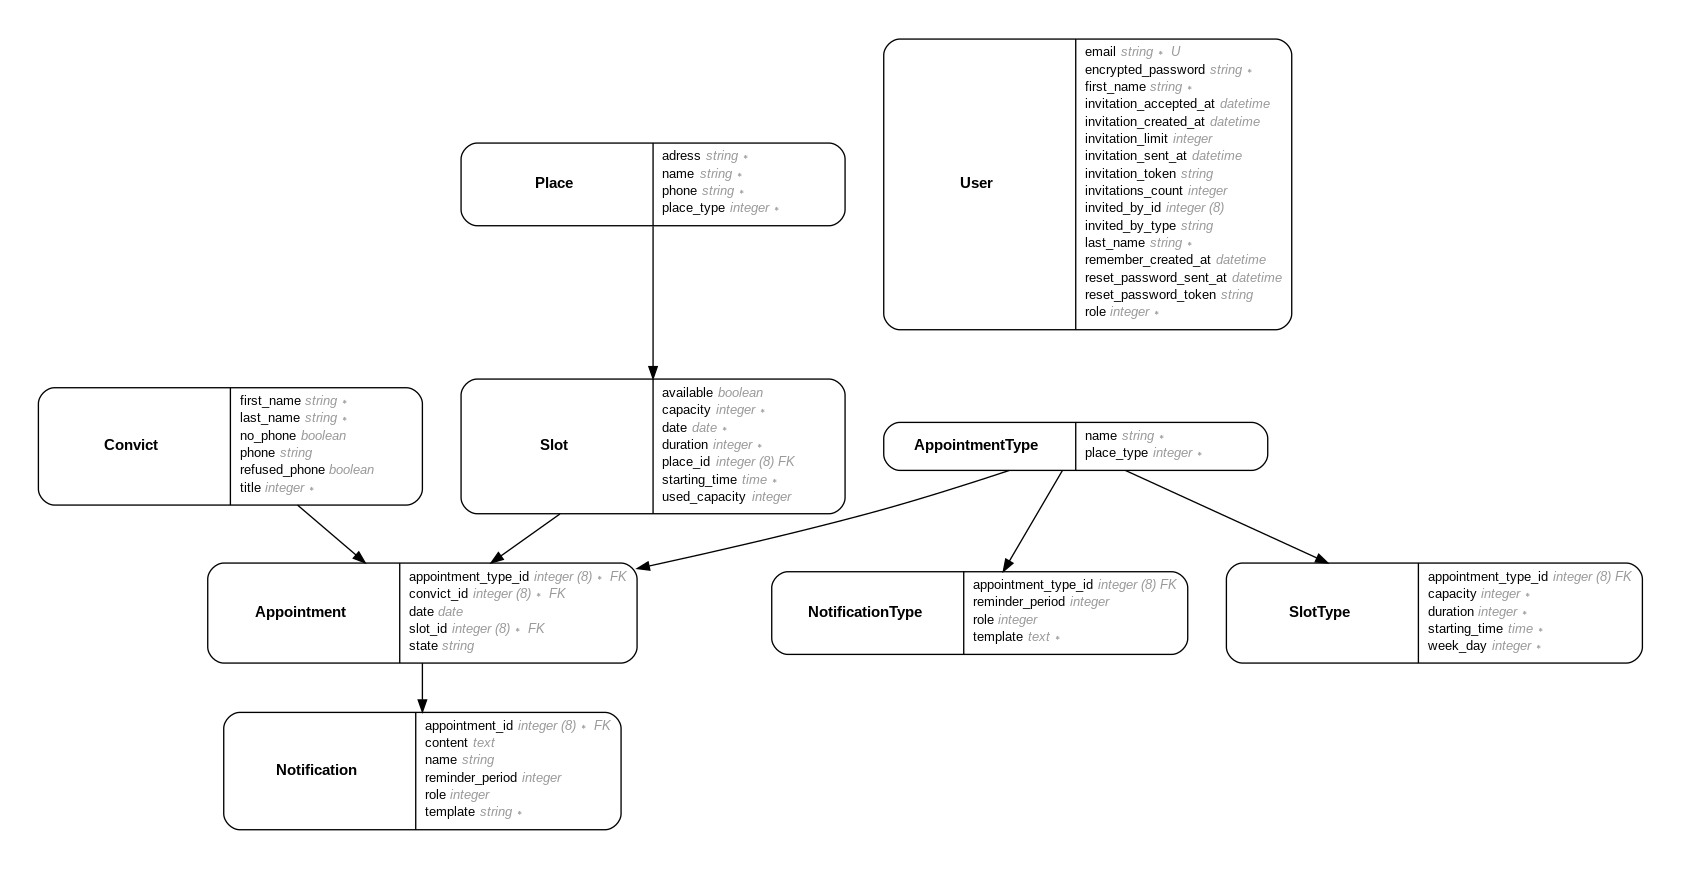 User
email string * U
encrypted_password string *
first_name string *
invitation_accepted_at datetime
invitation_created_at datetime
invitation_limit integer
invitation_sent_at datetime
invitation_token string
invitations_count integer
invited_by_id integer (8)
invited_by_type string
last_name string *
remember_created_at datetime
reset_password_sent_at datetime
reset_password_token string
role integer *
Place
adress string *
name string *
phone string *
place_type integer *
Convict
first_name string *
last_name string *
no_phone boolean
phone string
refused_phone boolean
title integer *
Slot
available boolean
capacity integer *
date date *
duration integer *
place_id integer (8) FK
starting_time time *
used_capacity integer
AppointmentType
name string *
place_type integer *
Appointment
appointment_type_id integer (8) * FK
convict_id integer (8) * FK
date date
slot_id integer (8) * FK
state string
NotificationType
appointment_type_id integer (8) FK
reminder_period integer
role integer
template text *
SlotType
appointment_type_id integer (8) FK
capacity integer *
duration integer *
starting_time time *
week_day integer *
Notification
appointment_id integer (8) * FK
content text
name string
reminder_period integer
role integer
template string *